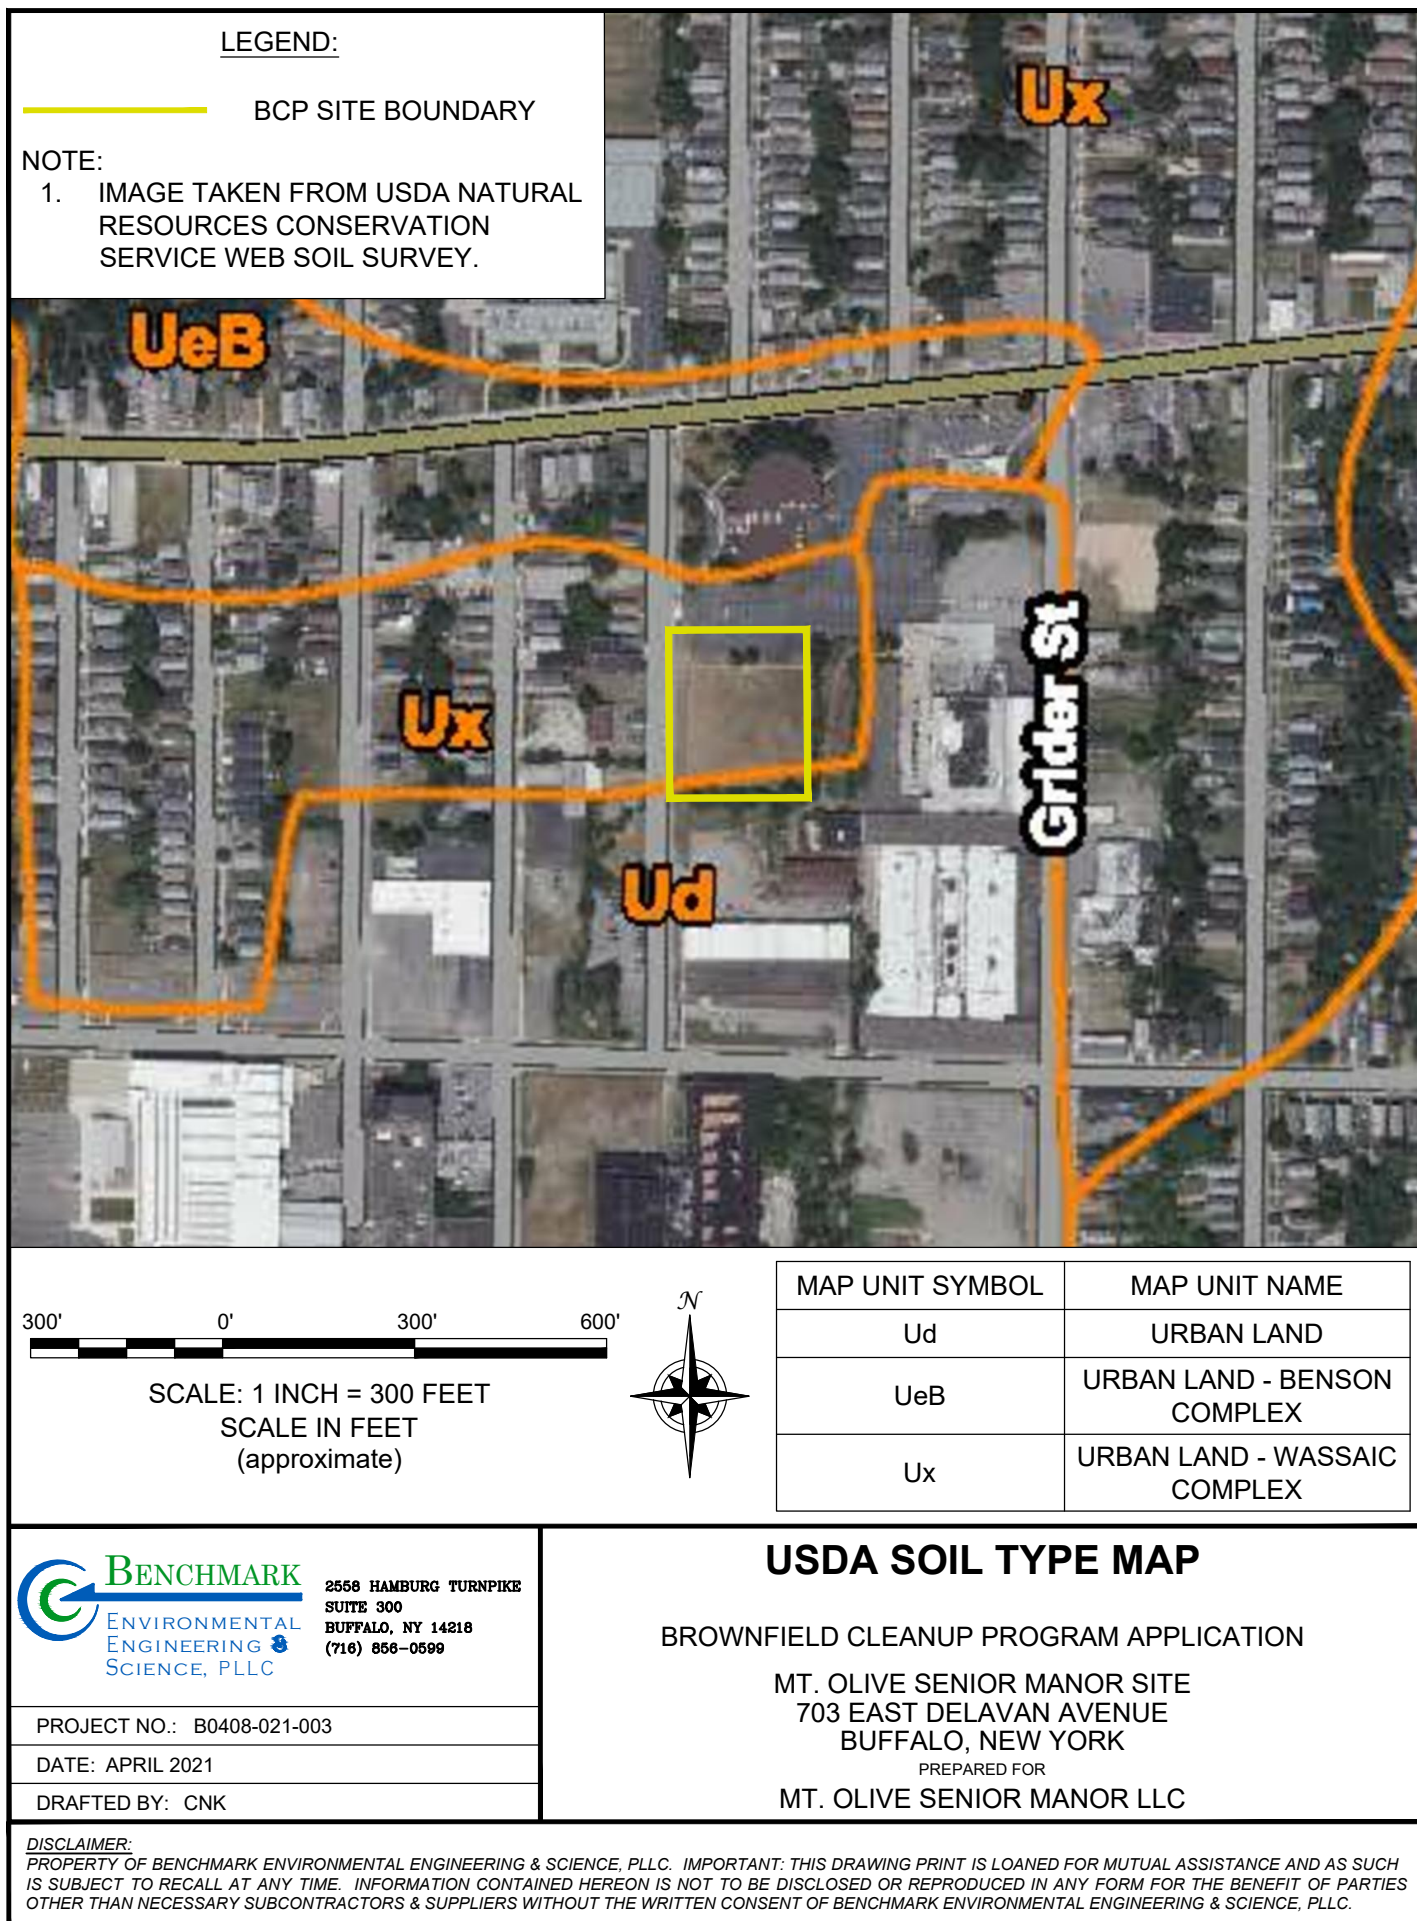 LEGEND:
BCP SITE BOUNDARY
NOTE:
1. IMAGE TAKEN FROM USDA NATURAL
RESOURCES CONSERVATION
SERVICE WEB SOIL SURVEY.
Ux
UeB
Ux
Grider St
Ud
300' 0' 300' 600'
SCALE: 1 INCH = 300 FEET
SCALE IN FEET
(approximate)
N
MAP UNIT SYMBOL MAP UNIT NAME
Ud URBAN LAND
UeB URBAN LAND - BENSON
COMPLEX
Ux URBAN LAND - WASSAIC
COMPLEX
BENCHMARK
ENVIRONMENTAL
ENGINEERING &
SCIENCE, PLLC
2558 HAMBURG TURNPIKE
SUITE 300
BUFFALO, NY 14218
(716) 856-0599
PROJECT NO.: B0408-021-003
DATE: APRIL 2021
DRAFTED BY: CNK
USDA SOIL TYPE MAP
BROWNFIELD CLEANUP PROGRAM APPLICATION
MT. OLIVE SENIOR MANOR SITE
703 EAST DELAVAN AVENUE
BUFFALO, NEW YORK
PREPARED FOR
MT. OLIVE SENIOR MANOR LLC
DISCLAIMER:
PROPERTY OF BENCHMARK ENVIRONMENTAL ENGINEERING & SCIENCE, PLLC. IMPORTANT: THIS DRAWING PRINT IS LOANED FOR MUTUAL ASSISTANCE AND AS SUCH
IS SUBJECT TO RECALL AT ANY TIME. INFORMATION CONTAINED HEREON IS NOT TO BE DISCLOSED OR REPRODUCED IN ANY FORM FOR THE BENEFIT OF PARTIES
OTHER THAN NECESSARY SUBCONTRACTORS & SUPPLIERS WITHOUT THE WRITTEN CONSENT OF BENCHMARK ENVIRONMENTAL ENGINEERING & SCIENCE, PLLC.